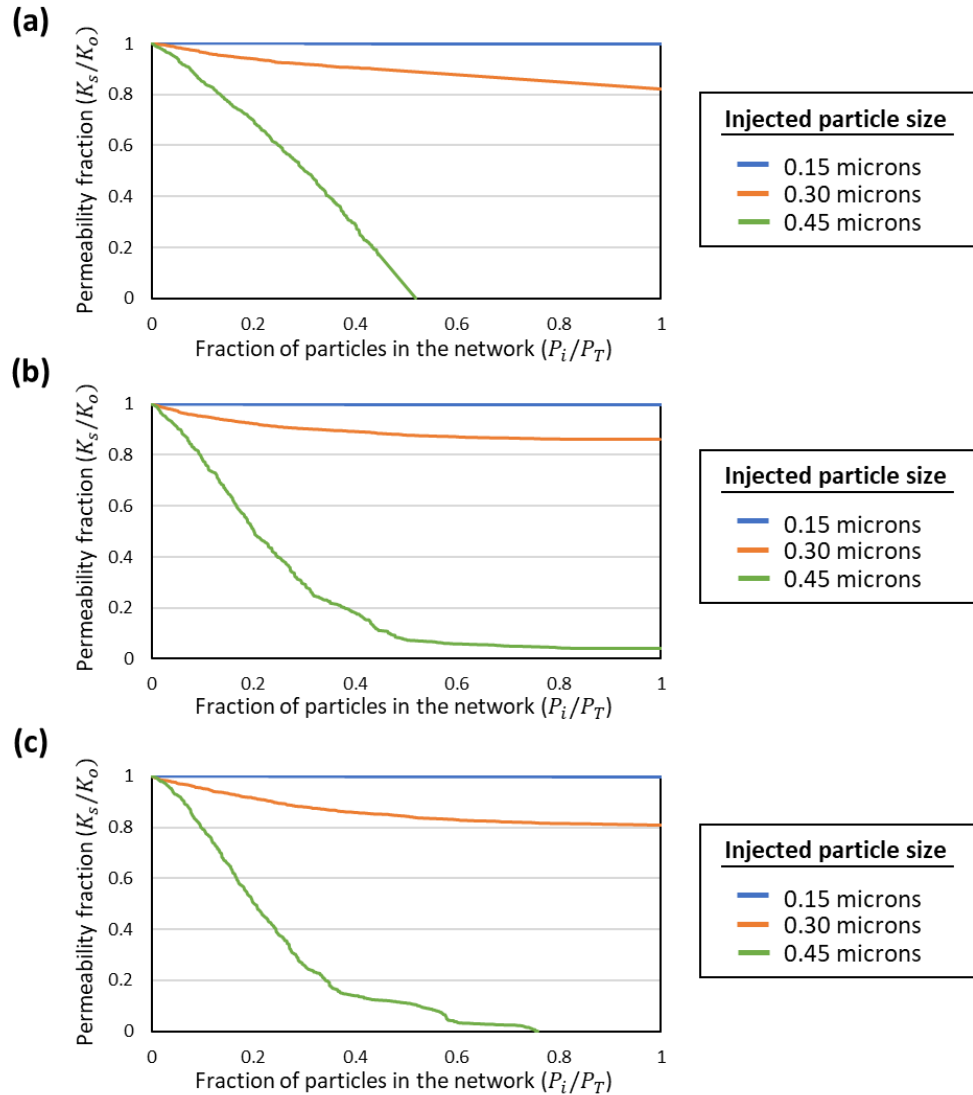 (a)
Permeability fraction (K_s/K_o)
1
0.8
0.6
0.4
0.2
0
0 0.2 0.4 0.6 0.8 1
Fraction of particles in the network (P_i/P_T)
Injected particle size
0.15 microns
0.30 microns
0.45 microns
(b)
Permeability fraction (K_s/K_o)
1
0.8
0.6
0.4
0.2
0
0 0.2 0.4 0.6 0.8 1
Fraction of particles in the network (P_i/P_T)
Injected particle size
0.15 microns
0.30 microns
0.45 microns
(c)
Permeability fraction (K_s/K_o)
1
0.8
0.6
0.4
0.2
0
0 0.2 0.4 0.6 0.8 1
Fraction of particles in the network (P_i/P_T)
Injected particle size
0.15 microns
0.30 microns
0.45 microns